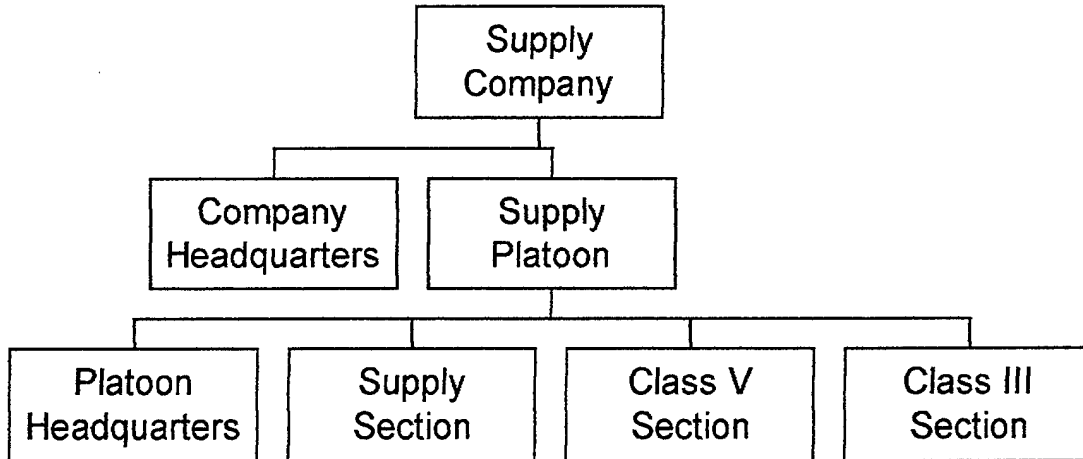 Supply
Company
Company
Headquarters
Supply
Platoon
Platoon
Headquarters
Supply
Section
Class V
Section
Class III
Section